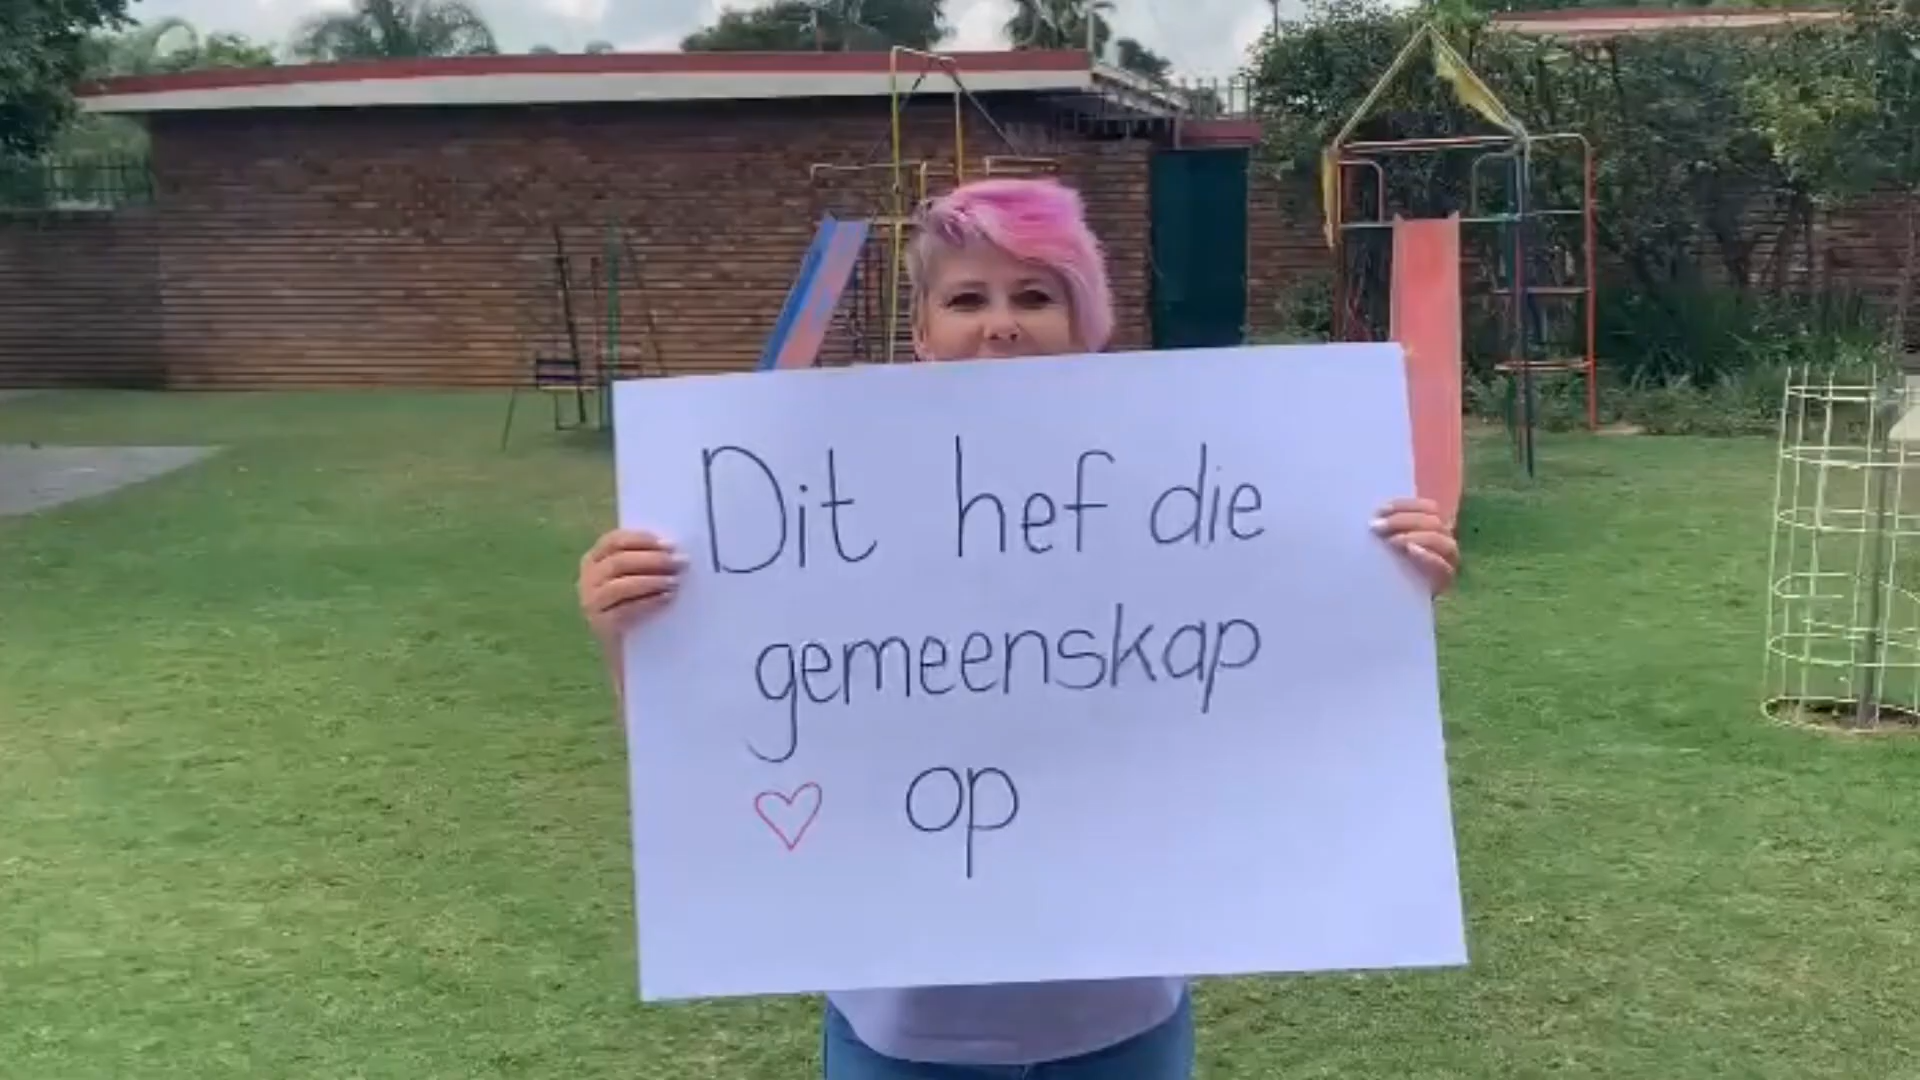 Dit hef die
gemeenskap
♡ op